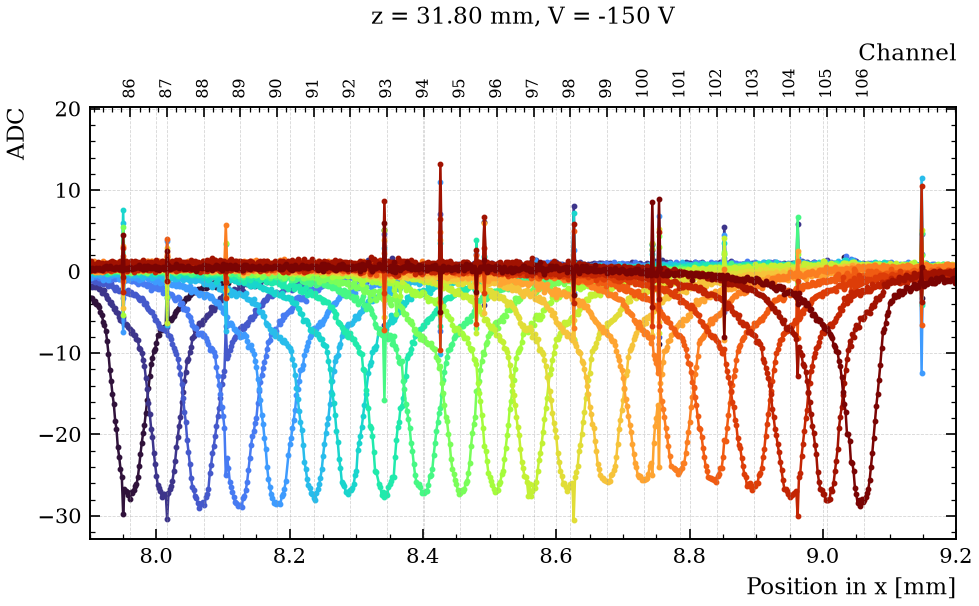 z = 31.80 mm, V = -150 V
Channel
86 87 88 89 90 91 92 93 94 95 96 97 98 99 100 101 102 103 104 105 106
ADC
20
10
0
−10
−20
−30
8.0 8.2 8.4 8.6 8.8 9.0 9.2
Position in x [mm]